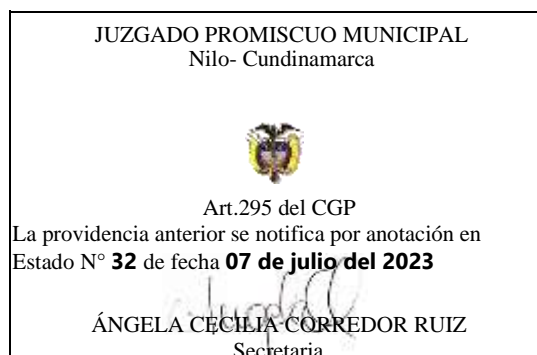 JUZGADO PROMISCUO MUNICIPAL
Nilo- Cundinamarca
Art.295 del CGP
La providencia anterior se notifica por anotación en
Estado N° 32 de fecha 07 de julio del 2023
ÁNGELA CECILIA CORREDOR RUIZ
Secretaria